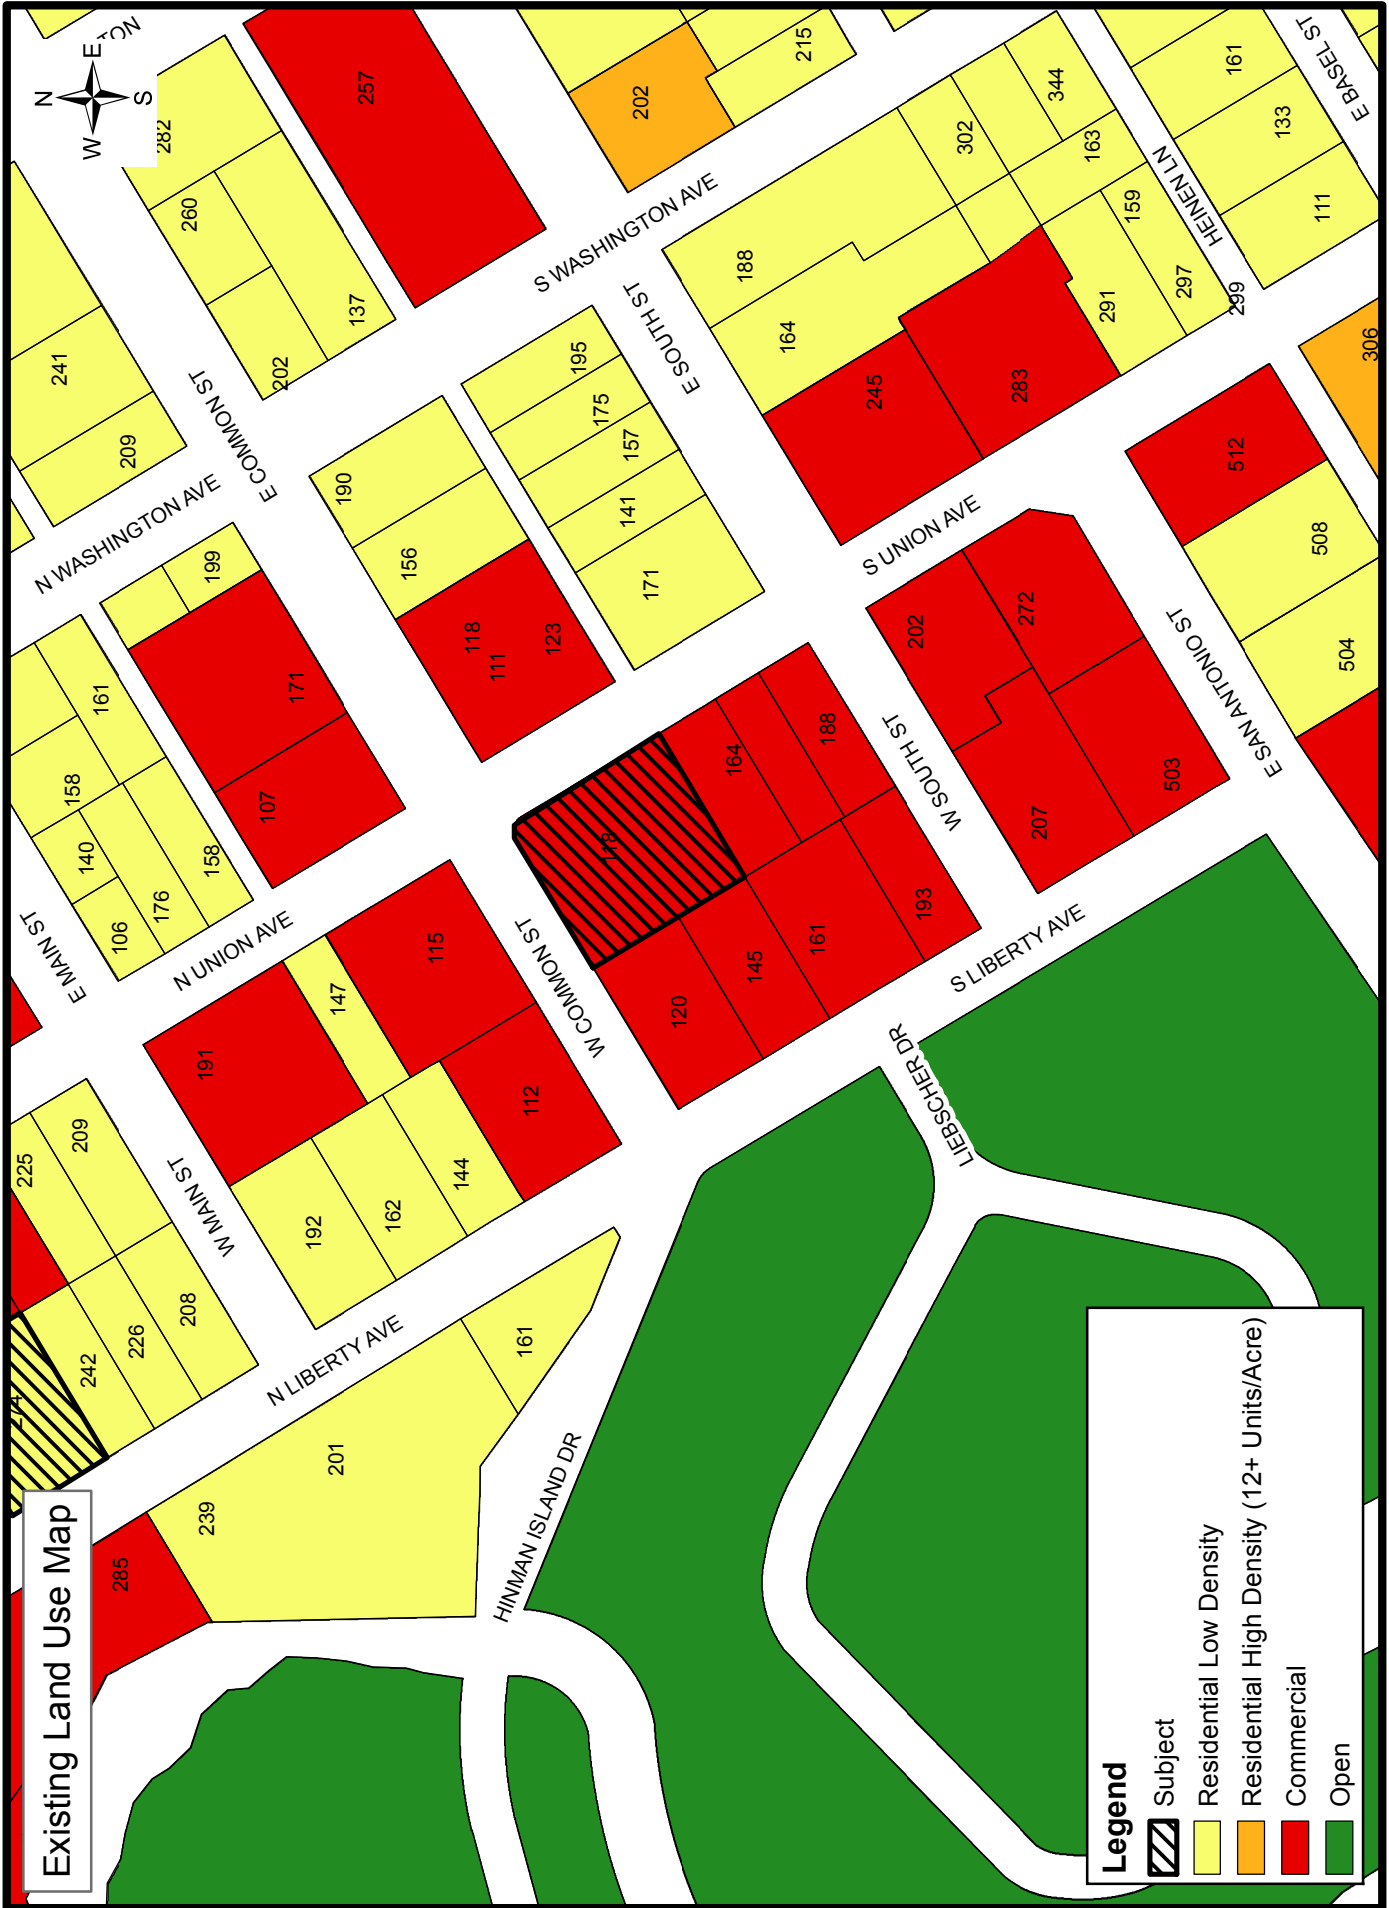 Existing Land Use Map
N
W
E
S
TON
225
242
209
226
208
285
239
201
161
W MAIN ST
N LIBERTY AVE
HINMAN ISLAND DR
E MAIN ST
N UNION AVE
191
147
115
192
162
144
112
158
161
140
106
176
158
107
171
199
N WASHINGTON AVE
E COMMON ST
241
209
282
260
202
137
257
202
215
S WASHINGTON AVE
190
156
118
111
123
195
175
157
141
171
E SOUTH ST
W COMMON ST
118
164
188
120
145
161
193
W SOUTH ST
S LIBERTY AVE
LIEBSCHER DR
188
164
245
283
302
344
163
159
291
297
299
HEINEN LN
S UNION AVE
202
272
207
503
E SAN ANTONIO ST
161
133
111
E BASEL ST
306
512
508
504
Legend
Subject
Residential Low Density
Residential High Density (12+ Units/Acre)
Commercial
Open